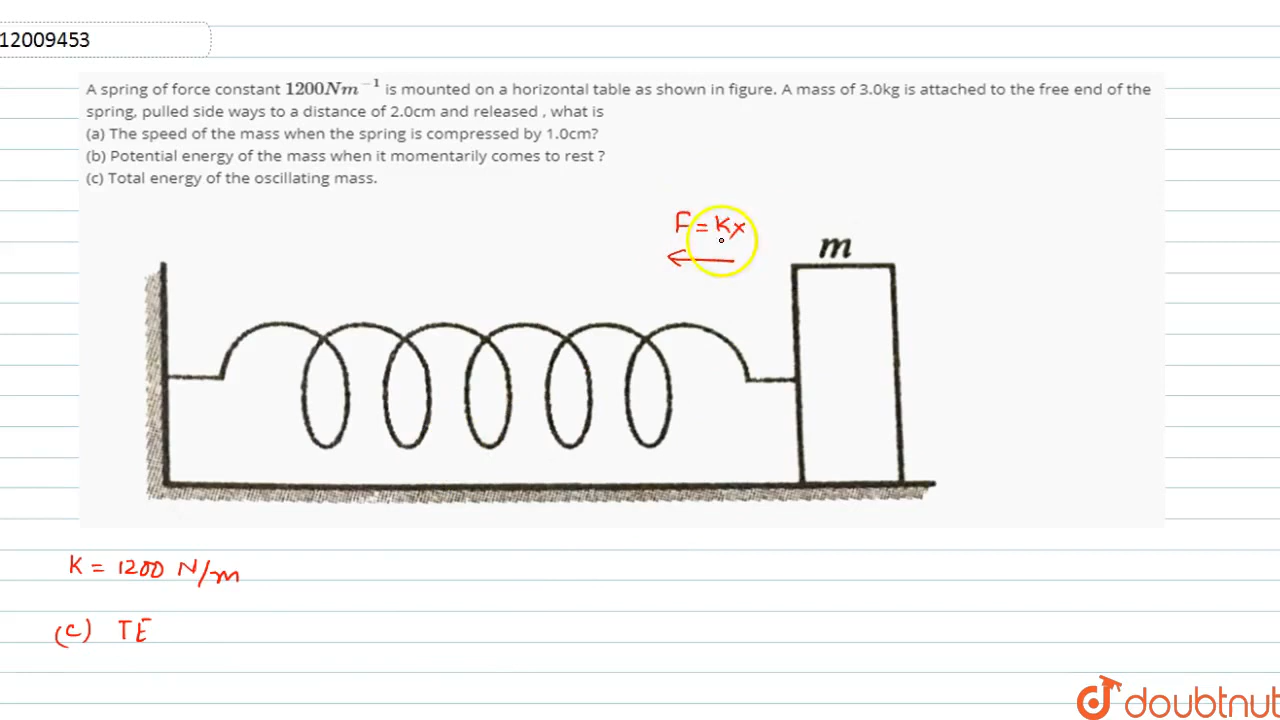 12009453
A spring of force constant 1200Nm⁻¹ is mounted on a horizontal table as shown in figure. A mass of 3.0kg is attached to the free end of the
spring, pulled side ways to a distance of 2.0cm and released , what is
(a) The speed of the mass when the spring is compressed by 1.0cm?
(b) Potential energy of the mass when it momentarily comes to rest ?
(c) Total energy of the oscillating mass.
F = Kx
m
K = 1200 N/m
(c) TE
doubtnut